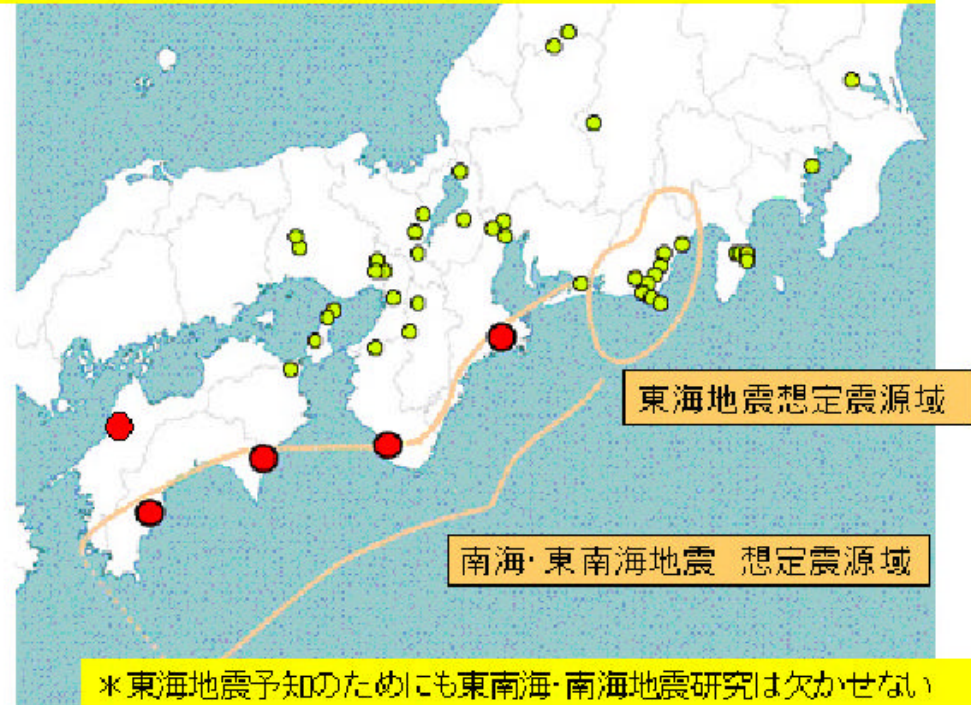 東海地震想定震源域
南海・東南海地震　想定震源域
＊東海地震予知のためにも東南海・南海地震研究は欠かせない